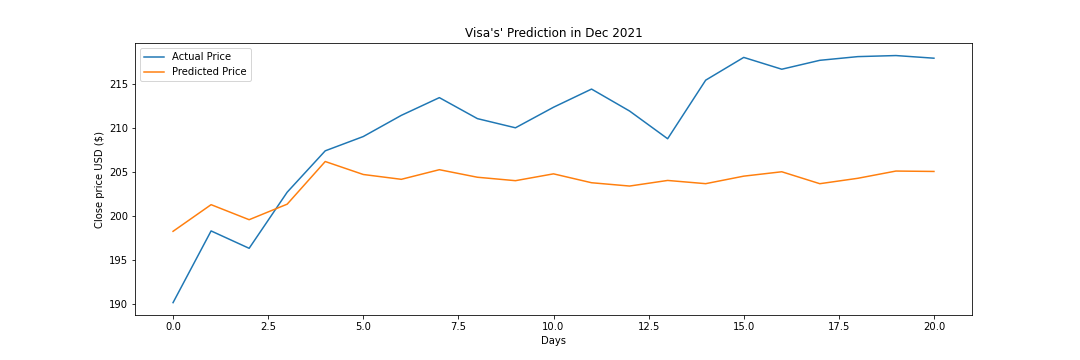 Visa's' Prediction in Dec 2021
Actual Price
Predicted Price
Close price USD ($)
215
210
205
200
195
190
0.0 2.5 5.0 7.5 10.0 12.5 15.0 17.5 20.0
Days